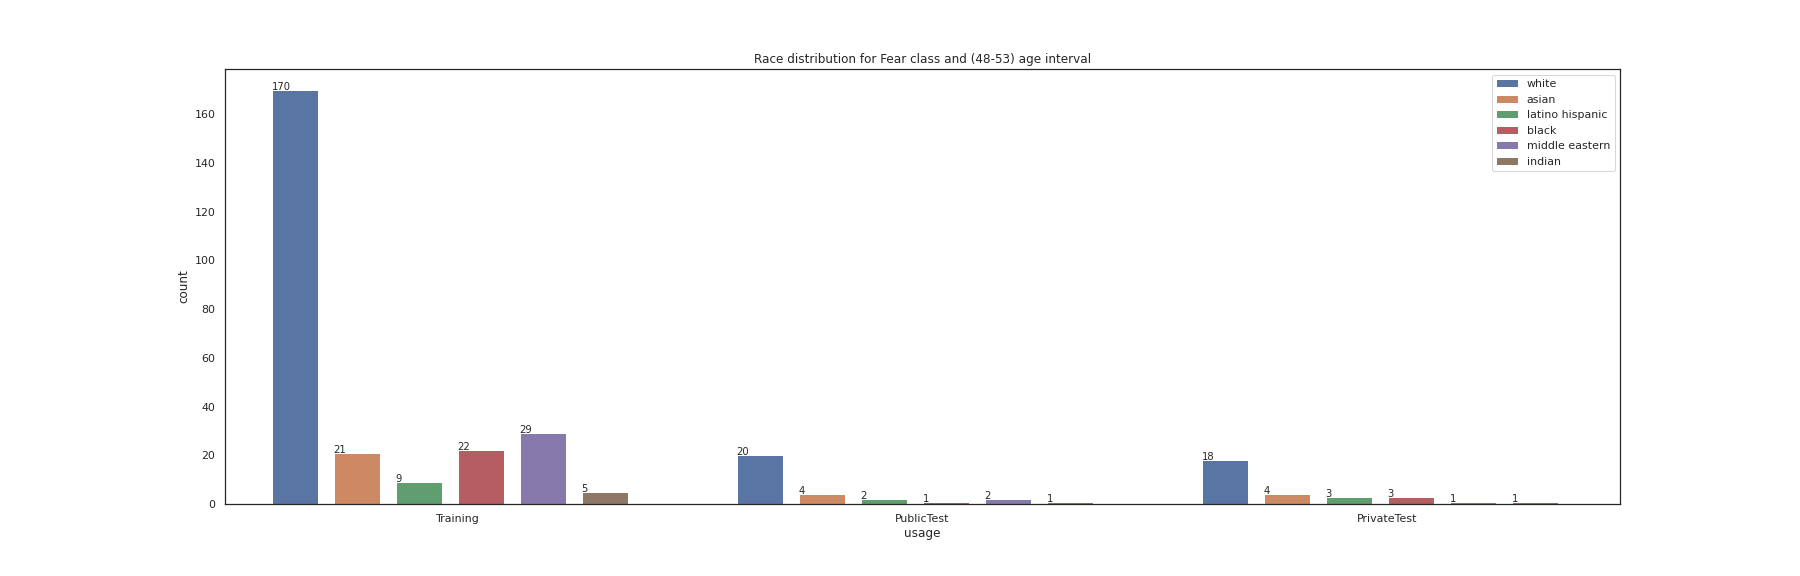 Race distribution for Fear class and (48-53) age interval
white
asian
latino hispanic
black
middle eastern
indian
count
160
140
120
100
80
60
40
20
0
170
21
9
22
29
5
20
4
2
1
2
1
18
4
3
3
1
1
Training
PublicTest
PrivateTest
usage